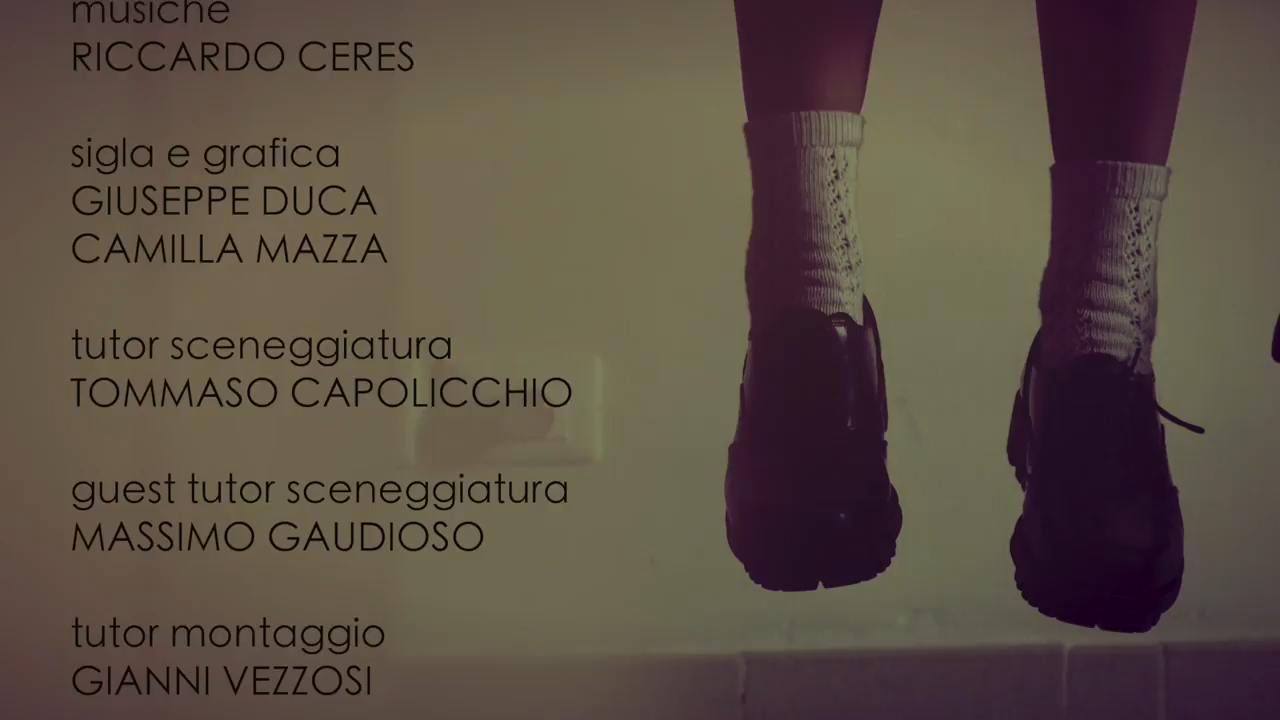 musiche
RICCARDO CERES
sigla e grafica
GIUSEPPE DUCA
CAMILLA MAZZA
tutor sceneggiatura
TOMMASO CAPOLICCHIO
guest tutor sceneggiatura
MASSIMO GAUDIOSO
tutor montaggio
GIANNI VEZZOSI